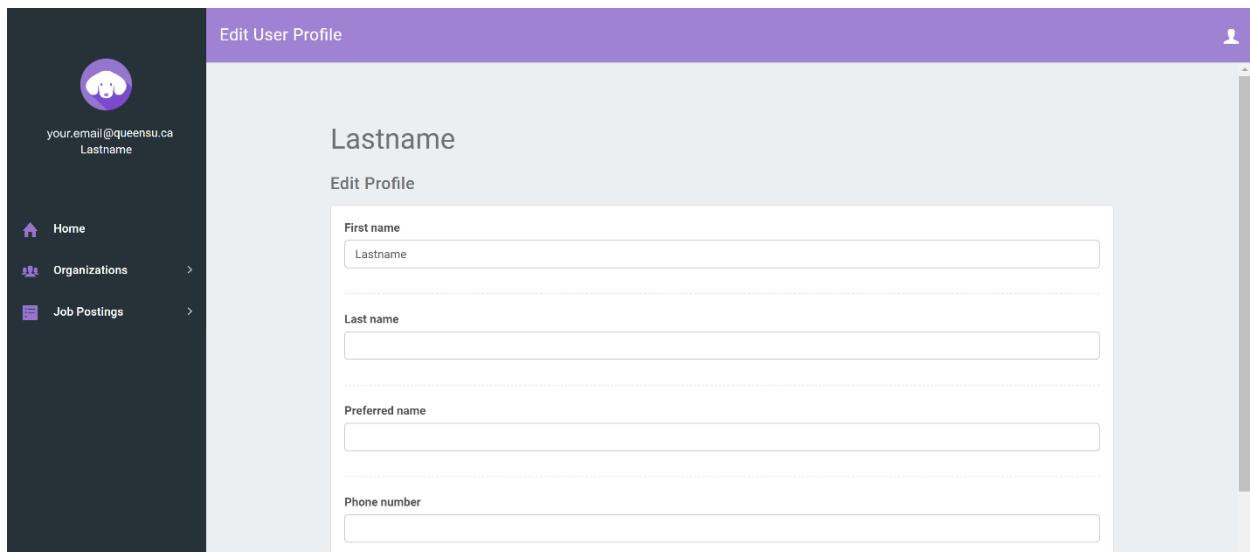 Edit User Profile
your.email@queensu.ca
Lastname
Home
Organizations
Job Postings
Lastname
Edit Profile
First name
Lastname
Last name
Preferred name
Phone number